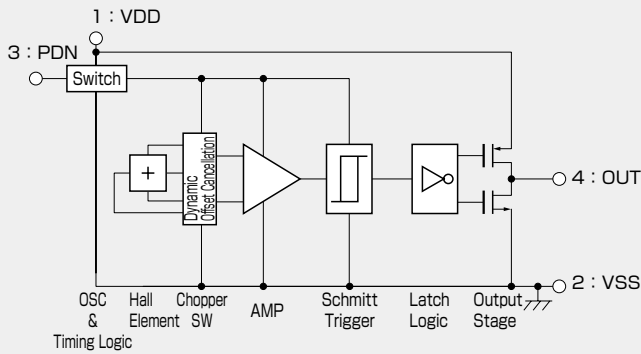 1 : VDD
3 : PDN
Switch
Dynamic
Offset Cancellation
4 : OUT
2 : VSS
OSC
&
Timing Logic
Hall
Element
Chopper
SW
AMP
Schmitt
Trigger
Latch
Logic
Output
Stage